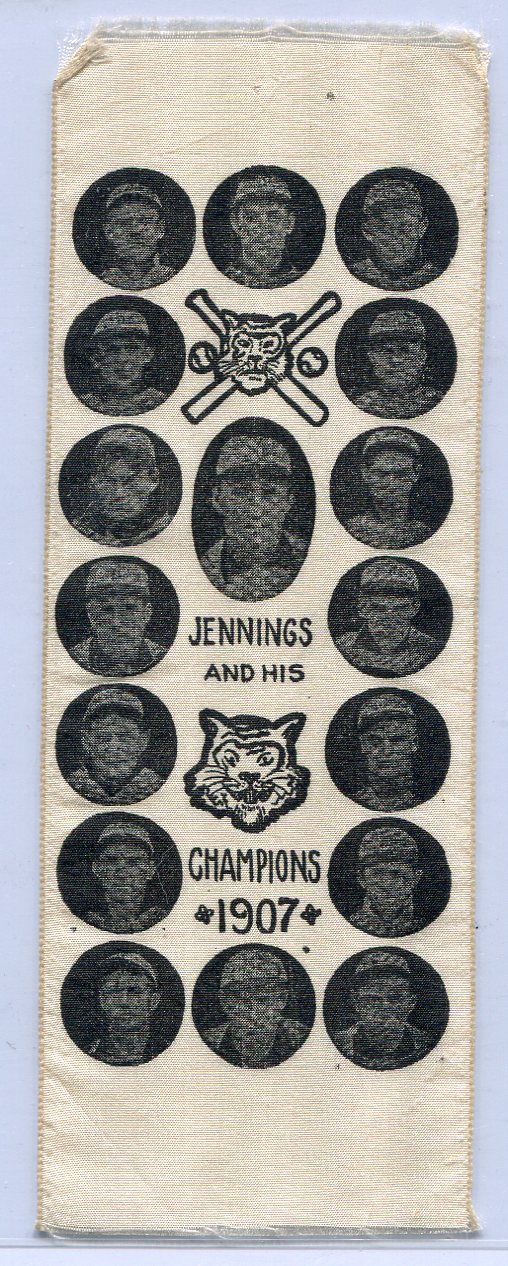 JENNINGS
AND HIS
CHAMPIONS
1907